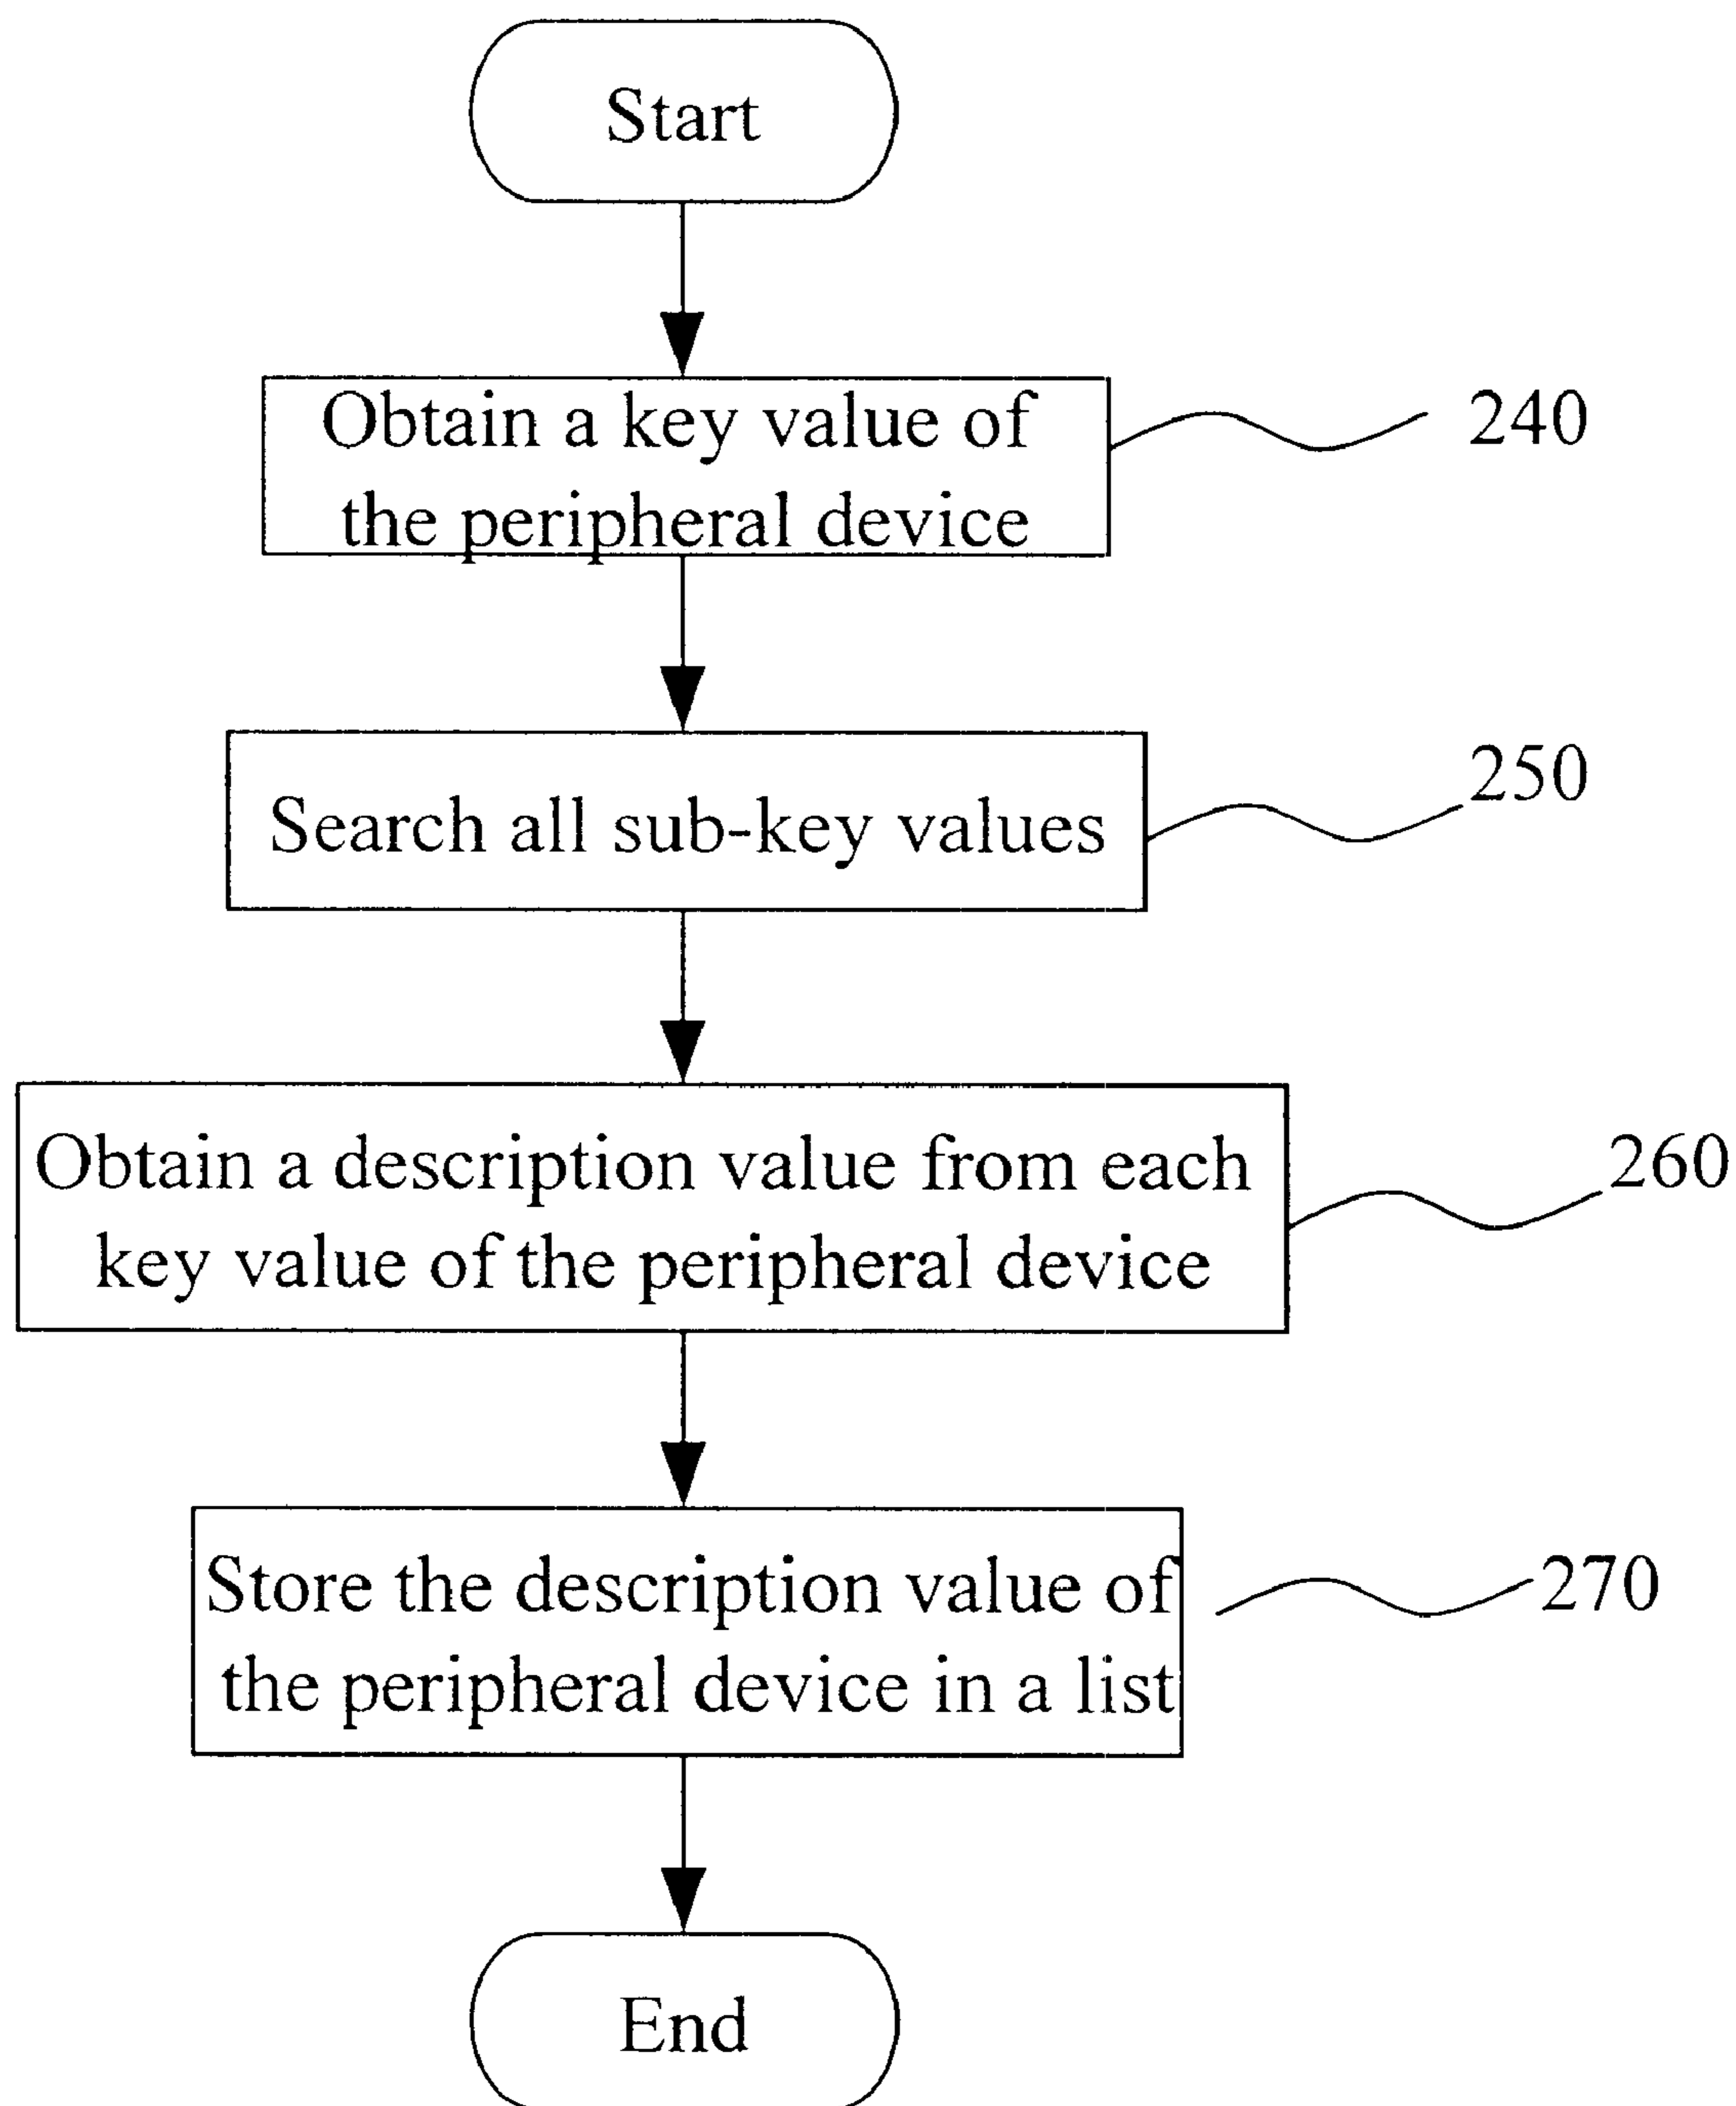 Start
Obtain a key value of
the peripheral device
240
Search all sub-key values
250
Obtain a description value from each
key value of the peripheral device
260
Store the description value of
the peripheral device in a list
270
End